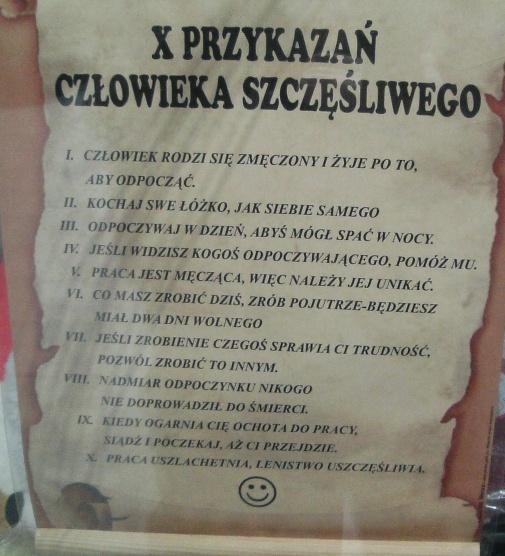 X PRZYKAZAŃ
CZŁOWIEKA SZCZĘŚLIWEGO
I. CZŁOWIEK RODZI SIĘ ZMĘCZONY I ŻYJE PO TO,
ABY ODPOCZĄĆ.
II. KOCHAJ SWE ŁÓŻKO, JAK SIEBIE SAMEGO
III. ODPOCZYWAJ W DZIEŃ, ABYŚ MÓGŁ SPAĆ W NOCY.
IV. JEŚLI WIDZISZ KOGOŚ ODPOCZYWAJĄCEGO, POMÓŻ MU.
V. PRACA JEST MĘCZĄCA, WIĘC NALEŻY JEJ UNIKAĆ.
VI. CO MASZ ZROBIĆ DZIŚ, ZRÓB POJUTRZE-BĘDZIESZ
MIAŁ DWA DNI WOLNEGO
VII. JEŚLI ZROBIENIE CZEGOŚ SPRAWIA CI TRUDNOŚĆ,
POZWÓL ZROBIĆ TO INNYM.
VIII. NADMIAR ODPOCZYNKU NIKOGO
NIE DOPROWADZIŁ DO ŚMIERCI.
IX. KIEDY OGARNIA CIĘ OCHOTA DO PRACY,
SIĄDŹ I POCZEKAJ, AŻ CI PRZEJDZIE.
X. PRACA USZLACHETNIA, LENISTWO USZCZĘŚLIWIA.